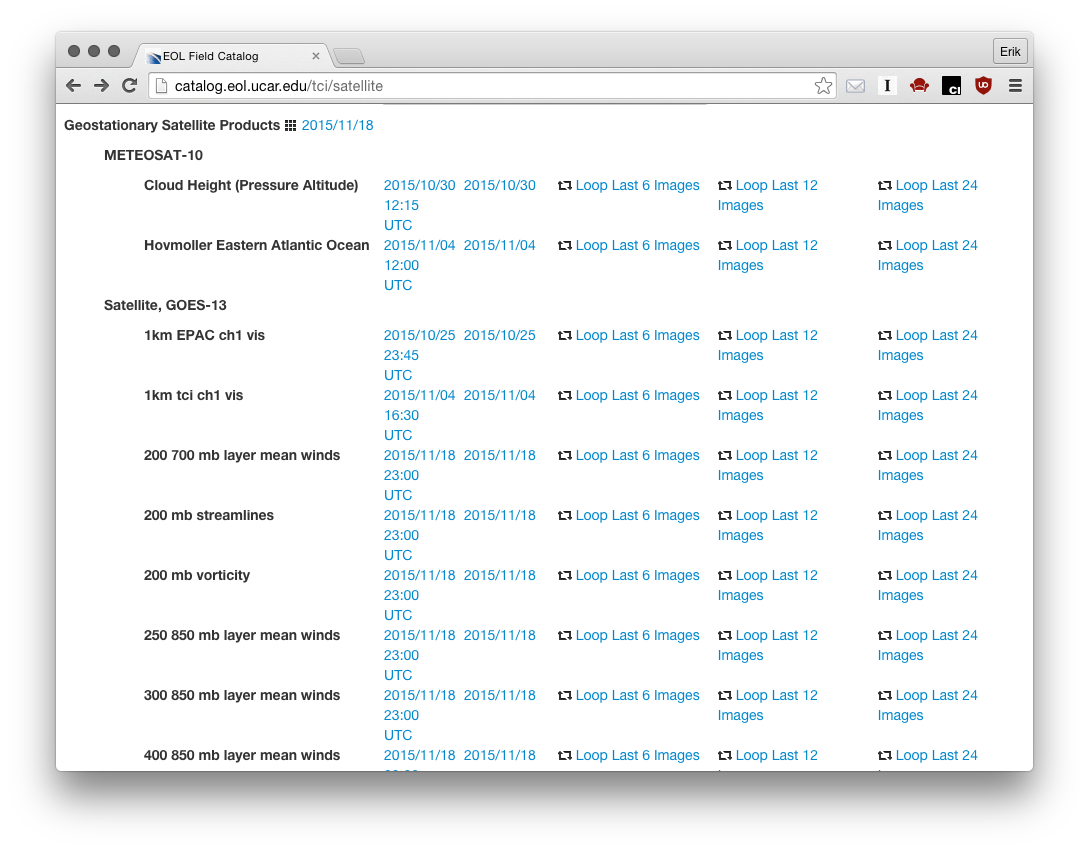 EOL Field Catalog
Erik
catalog.eol.ucar.edu/tci/satellite
Geostationary Satellite Products 2015/11/18
METEOSAT-10
Cloud Height (Pressure Altitude) 2015/10/30 2015/10/30 Loop Last 6 Images Loop Last 12 Loop Last 24
12:15 Images Images
UTC
Hovmoller Eastern Atlantic Ocean 2015/11/04 2015/11/04 Loop Last 6 Images Loop Last 12 Loop Last 24
12:00 Images Images
UTC
Satellite, GOES-13
1km EPAC ch1 vis 2015/10/25 2015/10/25 Loop Last 6 Images Loop Last 12 Loop Last 24
23:45 Images Images
UTC
1km tci ch1 vis 2015/11/04 2015/11/04 Loop Last 6 Images Loop Last 12 Loop Last 24
16:30 Images Images
UTC
200 700 mb layer mean winds 2015/11/18 2015/11/18 Loop Last 6 Images Loop Last 12 Loop Last 24
23:00 Images Images
UTC
200 mb streamlines 2015/11/18 2015/11/18 Loop Last 6 Images Loop Last 12 Loop Last 24
23:00 Images Images
UTC
200 mb vorticity 2015/11/18 2015/11/18 Loop Last 6 Images Loop Last 12 Loop Last 24
23:00 Images Images
UTC
250 850 mb layer mean winds 2015/11/18 2015/11/18 Loop Last 6 Images Loop Last 12 Loop Last 24
23:00 Images Images
UTC
300 850 mb layer mean winds 2015/11/18 2015/11/18 Loop Last 6 Images Loop Last 12 Loop Last 24
23:00 Images Images
UTC
400 850 mb layer mean winds 2015/11/18 2015/11/18 Loop Last 6 Images Loop Last 12 Loop Last 24